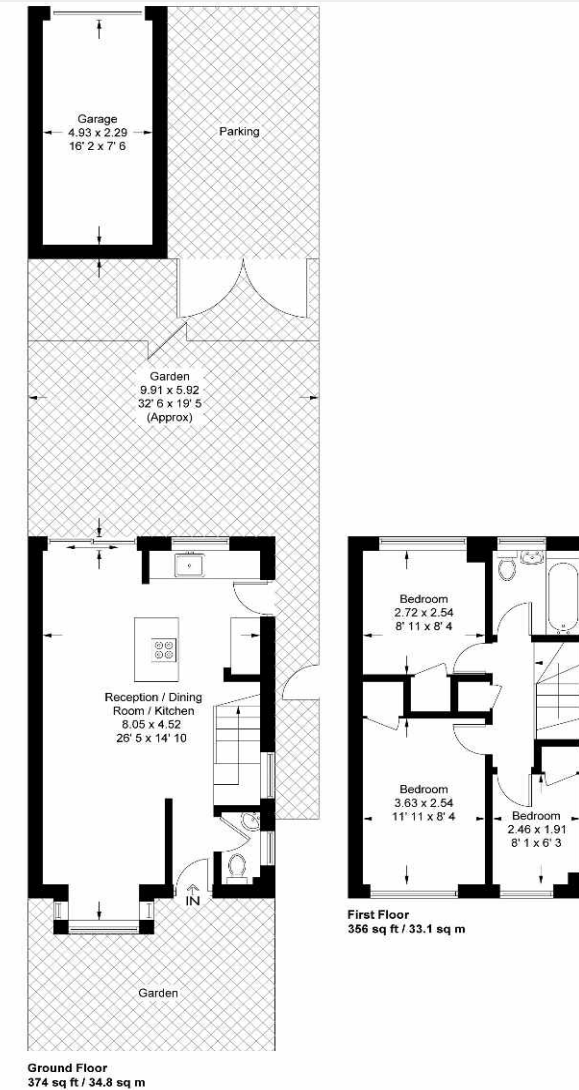 Garage
4.93 x 2.29
16' 2 x 7' 6
Parking
Garden
9.91 x 5.92
32' 6 x 19' 5
(Approx)
Reception / Dining
Room / Kitchen
8.05 x 4.52
26' 5 x 14' 10
IN
Garden
Ground Floor
374 sq ft / 34.8 sq m
Bedroom
2.72 x 2.54
8' 11 x 8' 4
Bedroom
3.63 x 2.54
11' 11 x 8' 4
Bedroom
2.46 x 1.91
8' 1 x 6' 3
First Floor
356 sq ft / 33.1 sq m